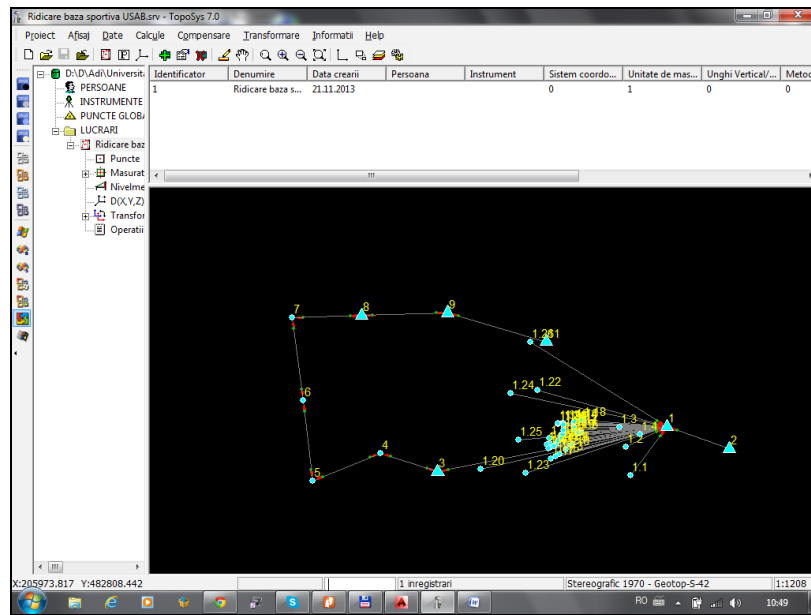 Ridicare baza sportiva USAB.srv - TopoSys 7.0
Proiect Afisaj Date Calcule Compensare Transformare Informatii Help
D:\D\Adi\Universita
PERSOANE
INSTRUMENTE
PUNCTE GLOBA
LUCRARI
Ridicare baz
Puncte
Masurat
Nivelme
D(X,Y,Z)
Transfor
Operatii
Identificator Denumire Data crearii Persoana Instrument Sistem coordo... Unitate de mas... Unghi Vertical/... Metod
1 Ridicare baza s... 21.11.2013 0 1 0 0
7 8 9
1.24 1.22
6
1.3 1
1.25 1.4
4 1.2 2
3 1.20 1.23 1.1
5
X:205973.817 Y:482808.442 1 inregistrari Stereografic 1970 - Geotop-S-42 1:1208
RO 10:49